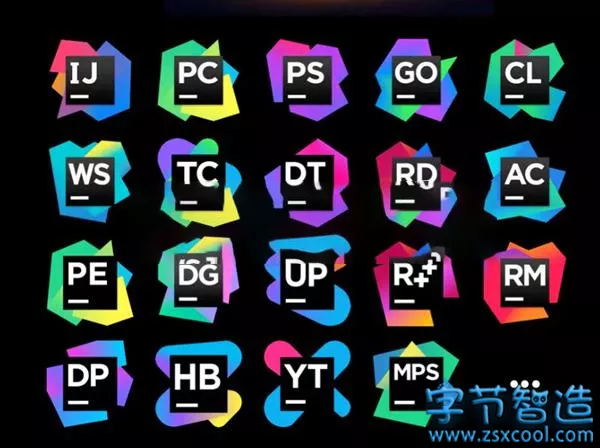 IJ PC PS GO CL
WS TC DT RD AC
PE DG UP R++ RM
DP HB YT MPS ...
字节智造
www.zsxcool.com